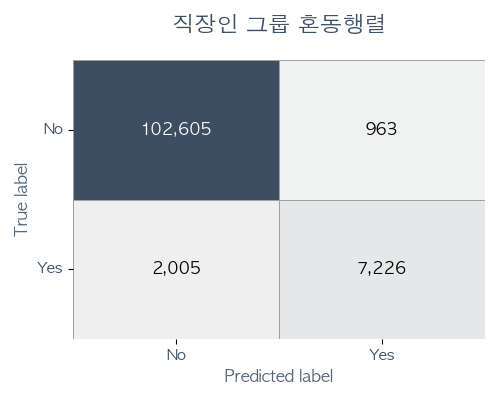 직장인 그룹 혼동행렬
True label
No
102,605
963
Yes
2,005
7,226
No
Yes
Predicted label